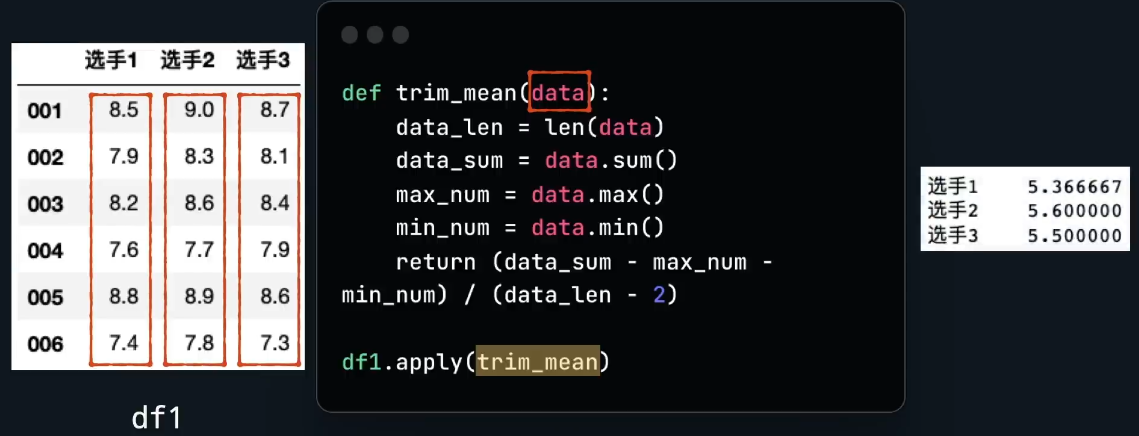 选手1 选手2 选手3
001 8.5 9.0 8.7
002 7.9 8.3 8.1
003 8.2 8.6 8.4
004 7.6 7.7 7.9
005 8.8 8.9 8.6
006 7.4 7.8 7.3
df1
def trim_mean(data):
    data_len = len(data)
    data_sum = data.sum()
    max_num = data.max()
    min_num = data.min()
    return (data_sum - max_num -
min_num) / (data_len - 2)
df1.apply(trim_mean)
选手1 5.366667
选手2 5.600000
选手3 5.500000